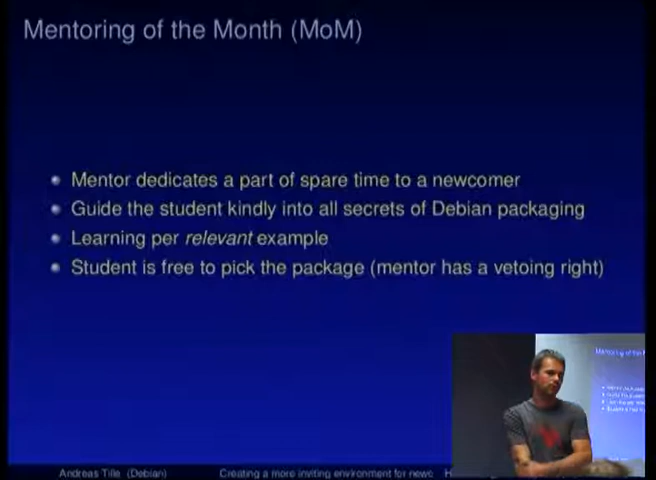 Mentoring of the Month (MoM)
Mentor dedicates a part of spare time to a newcomer
Guide the student kindly into all secrets of Debian packaging
Learning per relevant example
Student is free to pick the package (mentor has a vetoing right)
Andreas Tille (Debian)
Creating a more inviting environment for newc